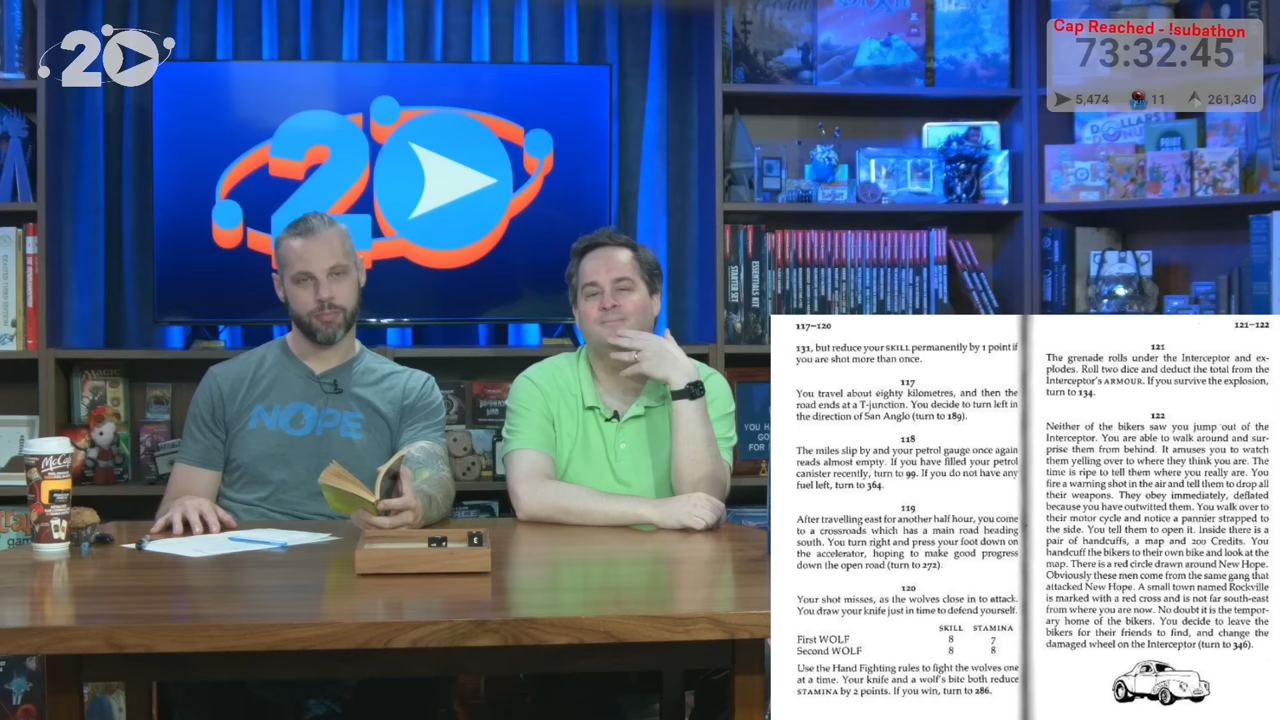 20
Cap Reached - !subathon
73:32:45
5,474
11
261,340
20
STARTER SET
ESSENTIALS KIT
MAGIC
NOPE
McCafé
117–120
131, but reduce your SKILL permanently by 1 point if
you are shot more than once.
117
You travel about eighty kilometres, and then the
road ends at a T-junction. You decide to turn left in
the direction of San Anglo (turn to 189).
118
The miles slip by and your petrol gauge once again
reads almost empty. If you have filled your petrol
canister recently, turn to 99. If you do not have any
fuel left, turn to 364.
119
After travelling east for another half hour, you come
to a crossroads which has a main road heading
south. You turn right and press your foot down on
the accelerator, hoping to make good progress
down the open road (turn to 272).
120
Your shot misses, as the wolves close in to attack.
You draw your knife just in time to defend yourself.
SKILL STAMINA
First WOLF 8 7
Second WOLF 8 8
Use the Hand Fighting rules to fight the wolves one
at a time. Your knife and a wolf's bite both reduce
STAMINA by 2 points. If you win, turn to 286.
121–122
121
The grenade rolls under the Interceptor and ex-
plodes. Roll two dice and deduct the total from the
Interceptor's ARMOUR. If you survive the explosion,
turn to 134.
122
Neither of the bikers saw you jump out of the
Interceptor. You are able to walk around and sur-
prise them from behind. It amuses you to watch
them yelling over to where they think you are. The
time is ripe to tell them where you really are. You
fire a warning shot in the air and tell them to drop all
their weapons. They obey immediately, deflated
because you have outwitted them. You walk over to
their motor cycle and notice a pannier strapped to
the side. You tell them to open it. Inside there is a
pair of handcuffs, a map and 200 Credits. You
handcuff the bikers to their own bike and look at the
map. There is a red circle drawn around New Hope.
Obviously these men come from the same gang that
attacked New Hope. A small town named Rockville
is marked with a red cross and is not far south-east
from where you are now. No doubt it is the tempor-
ary home of the bikers. You decide to leave the
bikers for their friends to find, and change the
damaged wheel on the Interceptor (turn to 346).